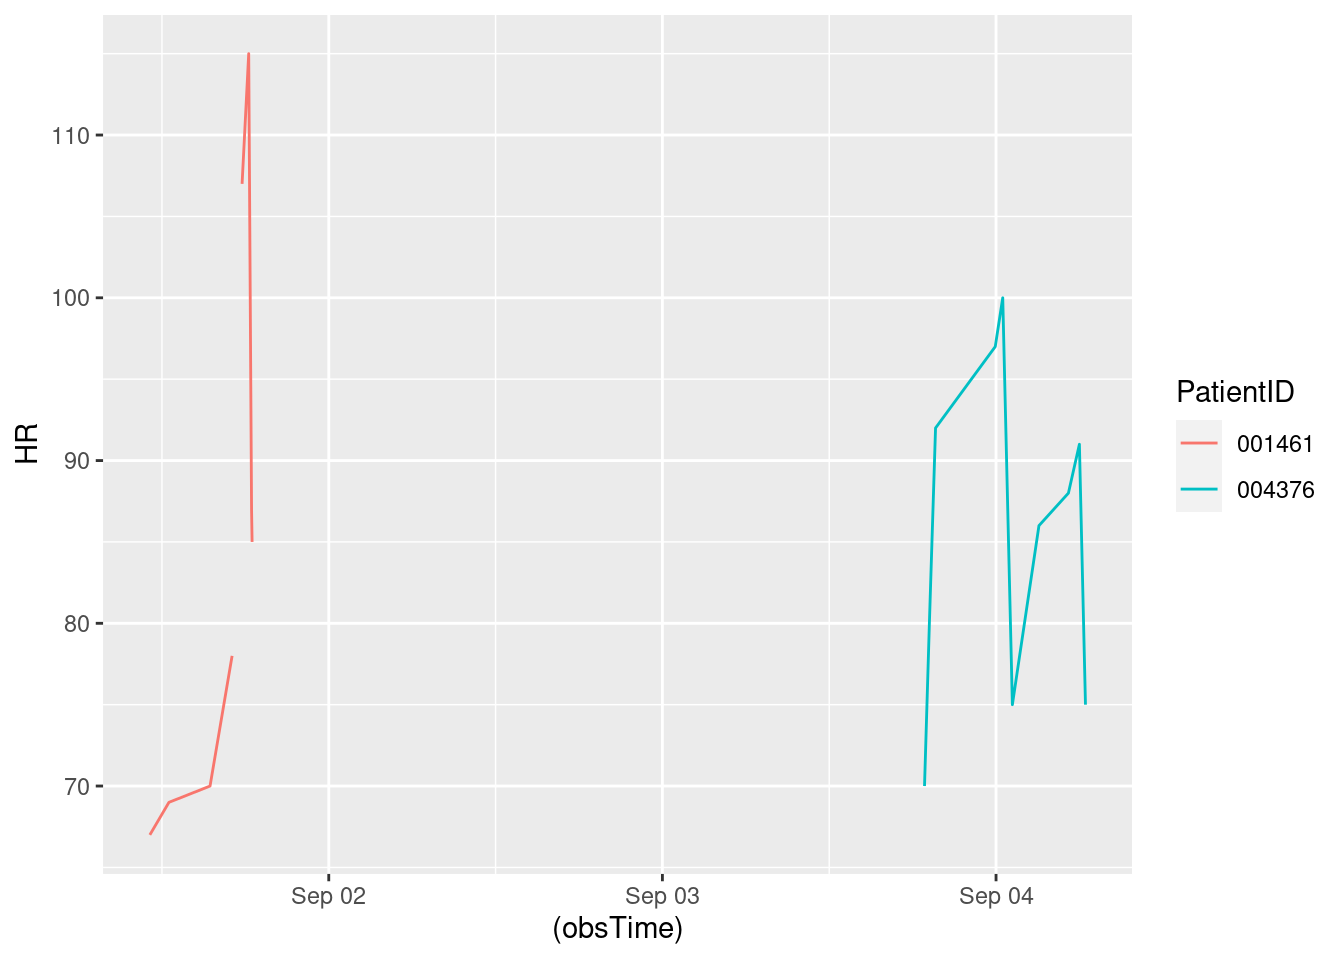 110
100
90
80
70
HR
Sep 02
Sep 03
Sep 04
(obsTime)
PatientID
001461
004376